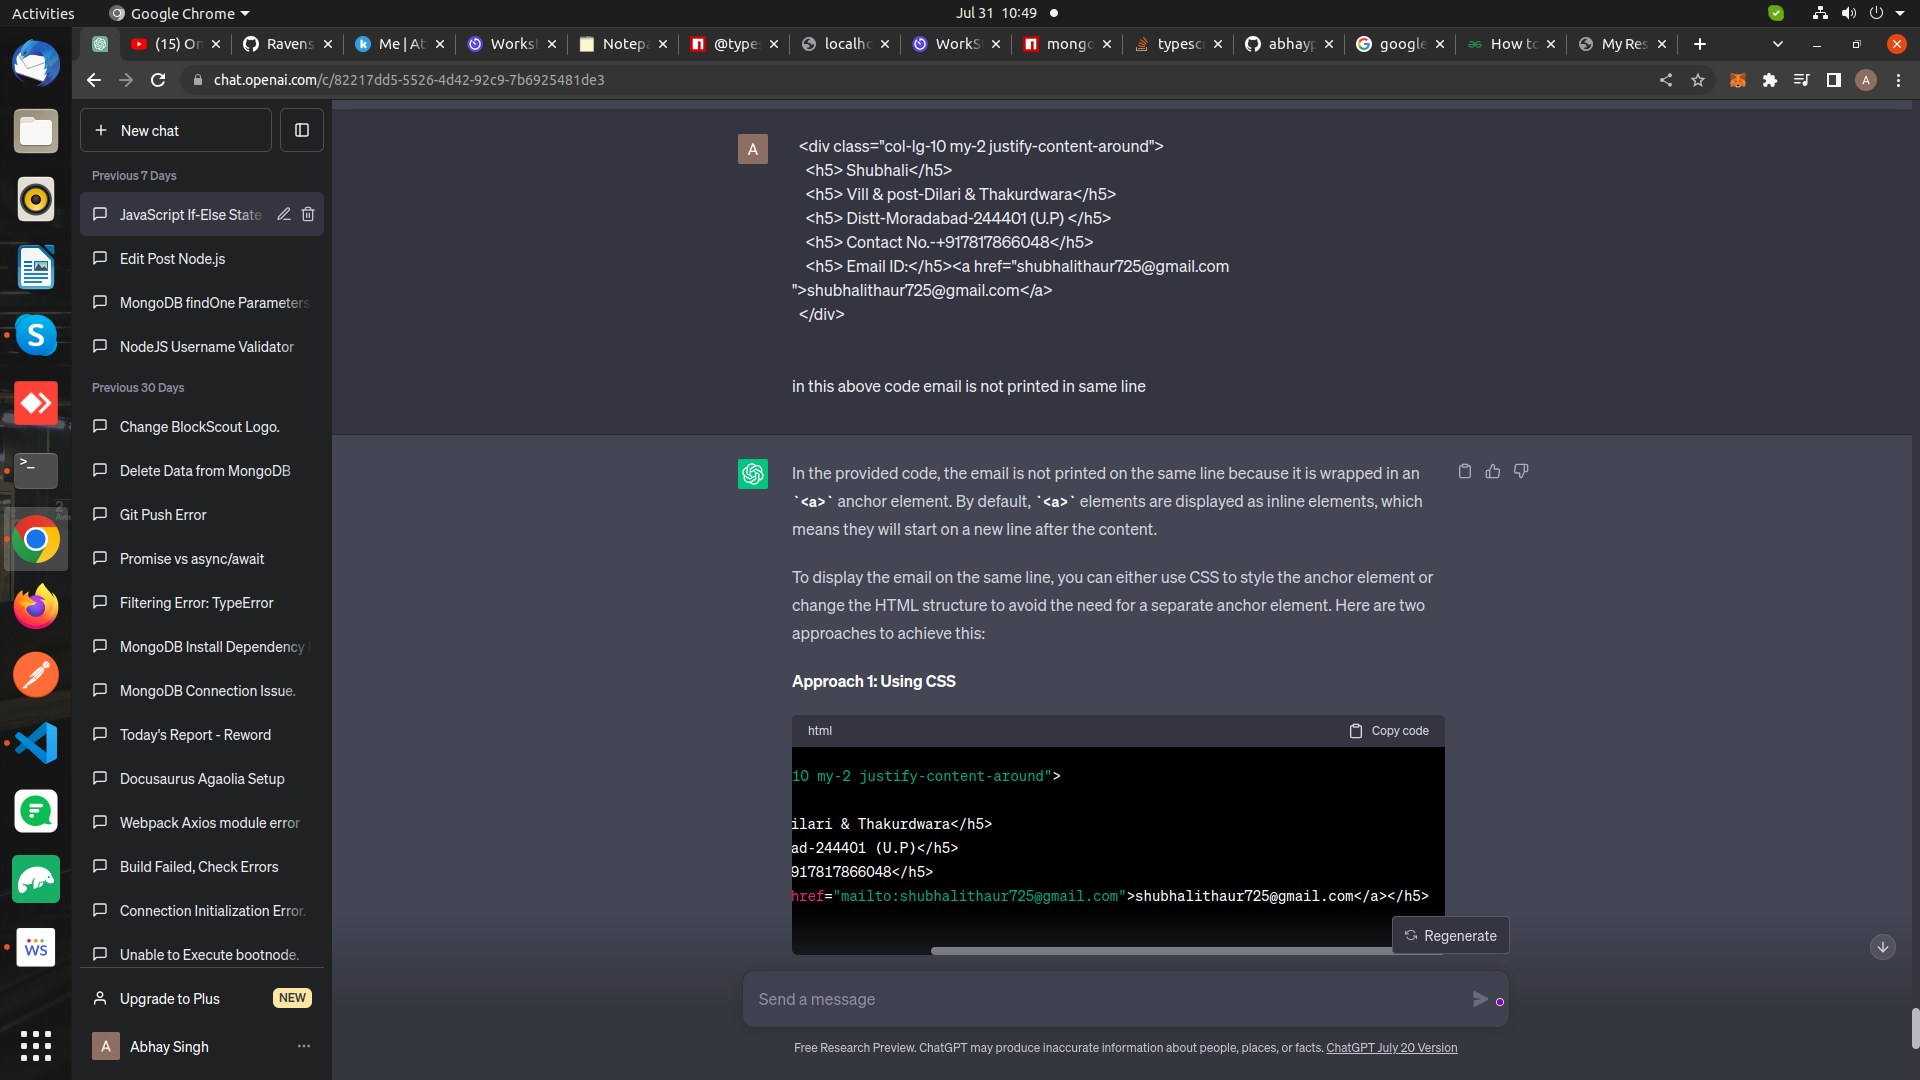 Activities
Google Chrome
Jul 31 10:49
(15) On
Ravens
Me | At
Workst
Notepa
@types
localho
WorkSt
mongo
typesc
abhayp
google
How to
My Res
chat.openai.com/c/82217dd5-5526-4d42-92c9-7b6925481de3
A
New chat
Previous 7 Days
JavaScript If-Else State
Edit Post Node.js
MongoDB findOne Parameters
NodeJS Username Validator
Previous 30 Days
Change BlockScout Logo.
Delete Data from MongoDB
Git Push Error
Promise vs async/await
Filtering Error: TypeError
MongoDB Install Dependency
MongoDB Connection Issue.
Today's Report - Reword
Docusaurus Agaolia Setup
Webpack Axios module error
Build Failed, Check Errors
Connection Initialization Error.
Unable to Execute bootnode.
Upgrade to Plus
NEW
A
Abhay Singh
A
<div class="col-lg-10 my-2 justify-content-around">
<h5> Shubhali</h5>
<h5> Vill & post-Dilari & Thakurdwara</h5>
<h5> Distt-Moradabad-244401 (U.P) </h5>
<h5> Contact No.-+917817866048</h5>
<h5> Email ID:</h5><a href="shubhalithaur725@gmail.com
">shubhalithaur725@gmail.com</a>
</div>
in this above code email is not printed in same line
In the provided code, the email is not printed on the same line because it is wrapped in an
`<a>` anchor element. By default, `<a>` elements are displayed as inline elements, which
means they will start on a new line after the content.
To display the email on the same line, you can either use CSS to style the anchor element or
change the HTML structure to avoid the need for a separate anchor element. Here are two
approaches to achieve this:
Approach 1: Using CSS
html
Copy code
10 my-2 justify-content-around">
ilari & Thakurdwara</h5>
ad-244401 (U.P)</h5>
917817866048</h5>
href="mailto:shubhalithaur725@gmail.com">shubhalithaur725@gmail.com</a></h5>
Regenerate
Send a message
Free Research Preview. ChatGPT may produce inaccurate information about people, places, or facts. ChatGPT July 20 Version
S
WS